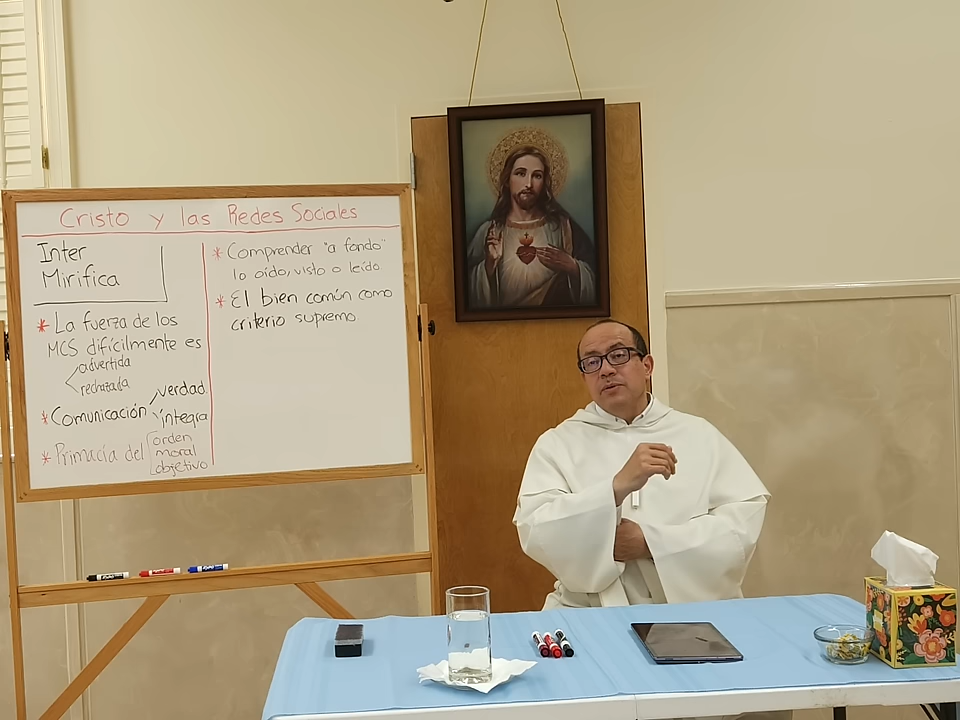 Cristo y las Redes Sociales
Inter
Mirifica
* La fuerza de los
MCS difícilmente es
advertida
rechazada
* Comunicación
verdad.
íntegra
* Primacía del
orden
moral
objetivo
* Comprender "a fondo"
lo oído, visto o leído.
* El bien común como
criterio supremo